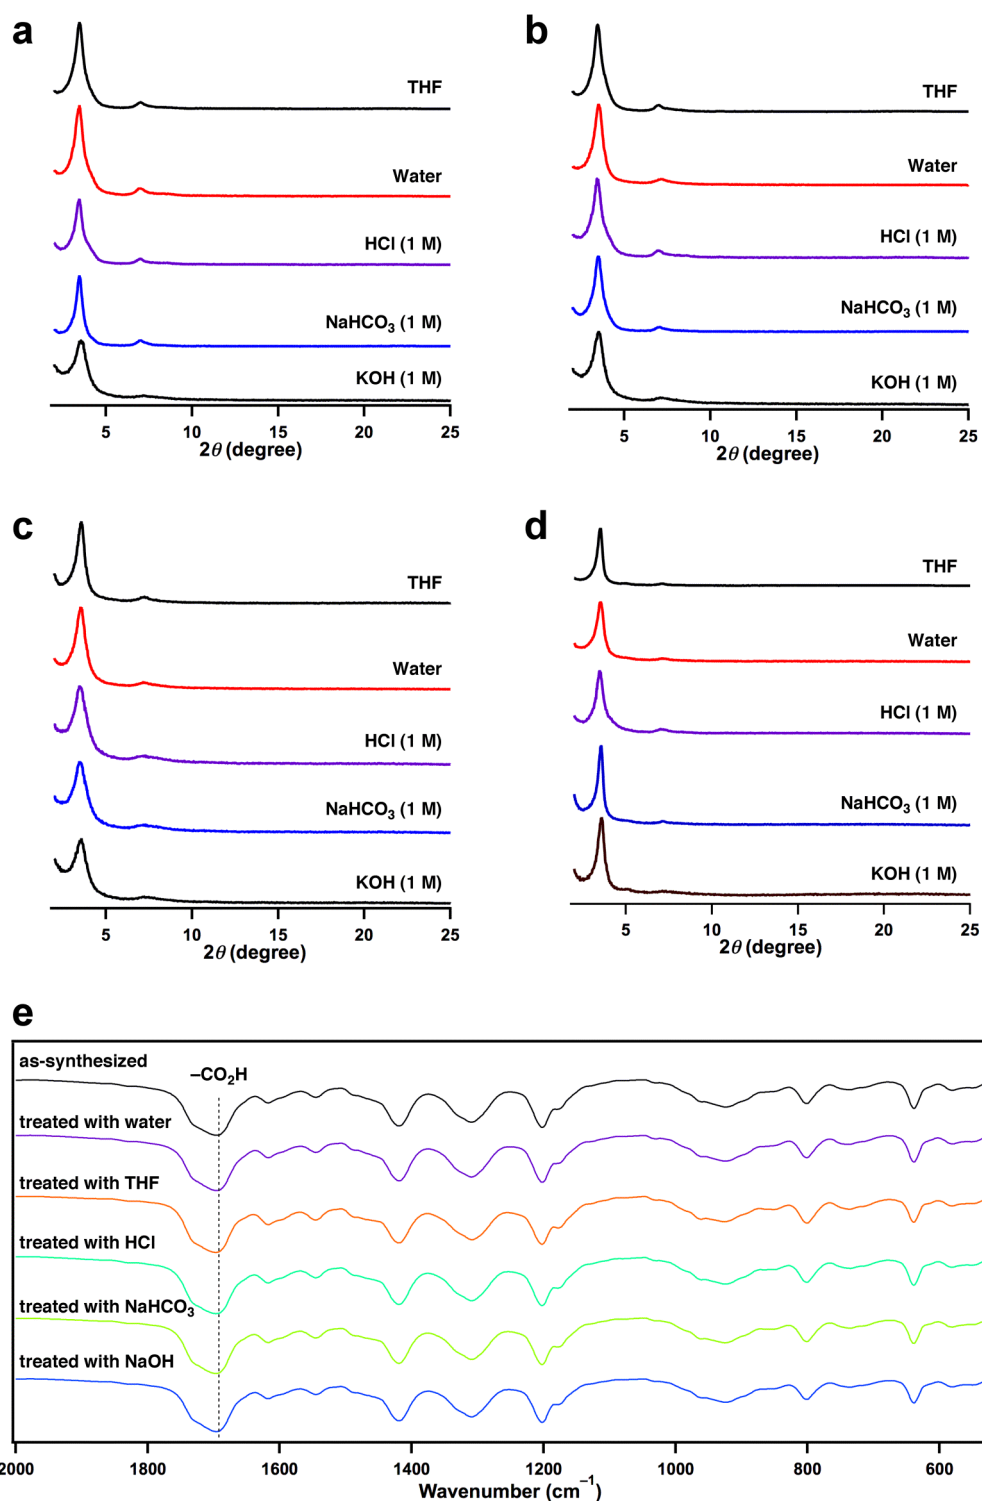 a
THF
Water
HCl (1 M)
NaHCO3 (1 M)
KOH (1 M)
5 10 15 20 25
2θ (degree)
b
THF
Water
HCl (1 M)
NaHCO3 (1 M)
KOH (1 M)
5 10 15 20 25
2θ (degree)
c
THF
Water
HCl (1 M)
NaHCO3 (1 M)
KOH (1 M)
5 10 15 20 25
2θ (degree)
d
THF
Water
HCl (1 M)
NaHCO3 (1 M)
KOH (1 M)
5 10 15 20 25
2θ (degree)
e
as-synthesized
–CO2H
treated with water
treated with THF
treated with HCl
treated with NaHCO3
treated with NaOH
2000 1800 1600 1400 1200 1000 800 600
Wavenumber (cm–1)